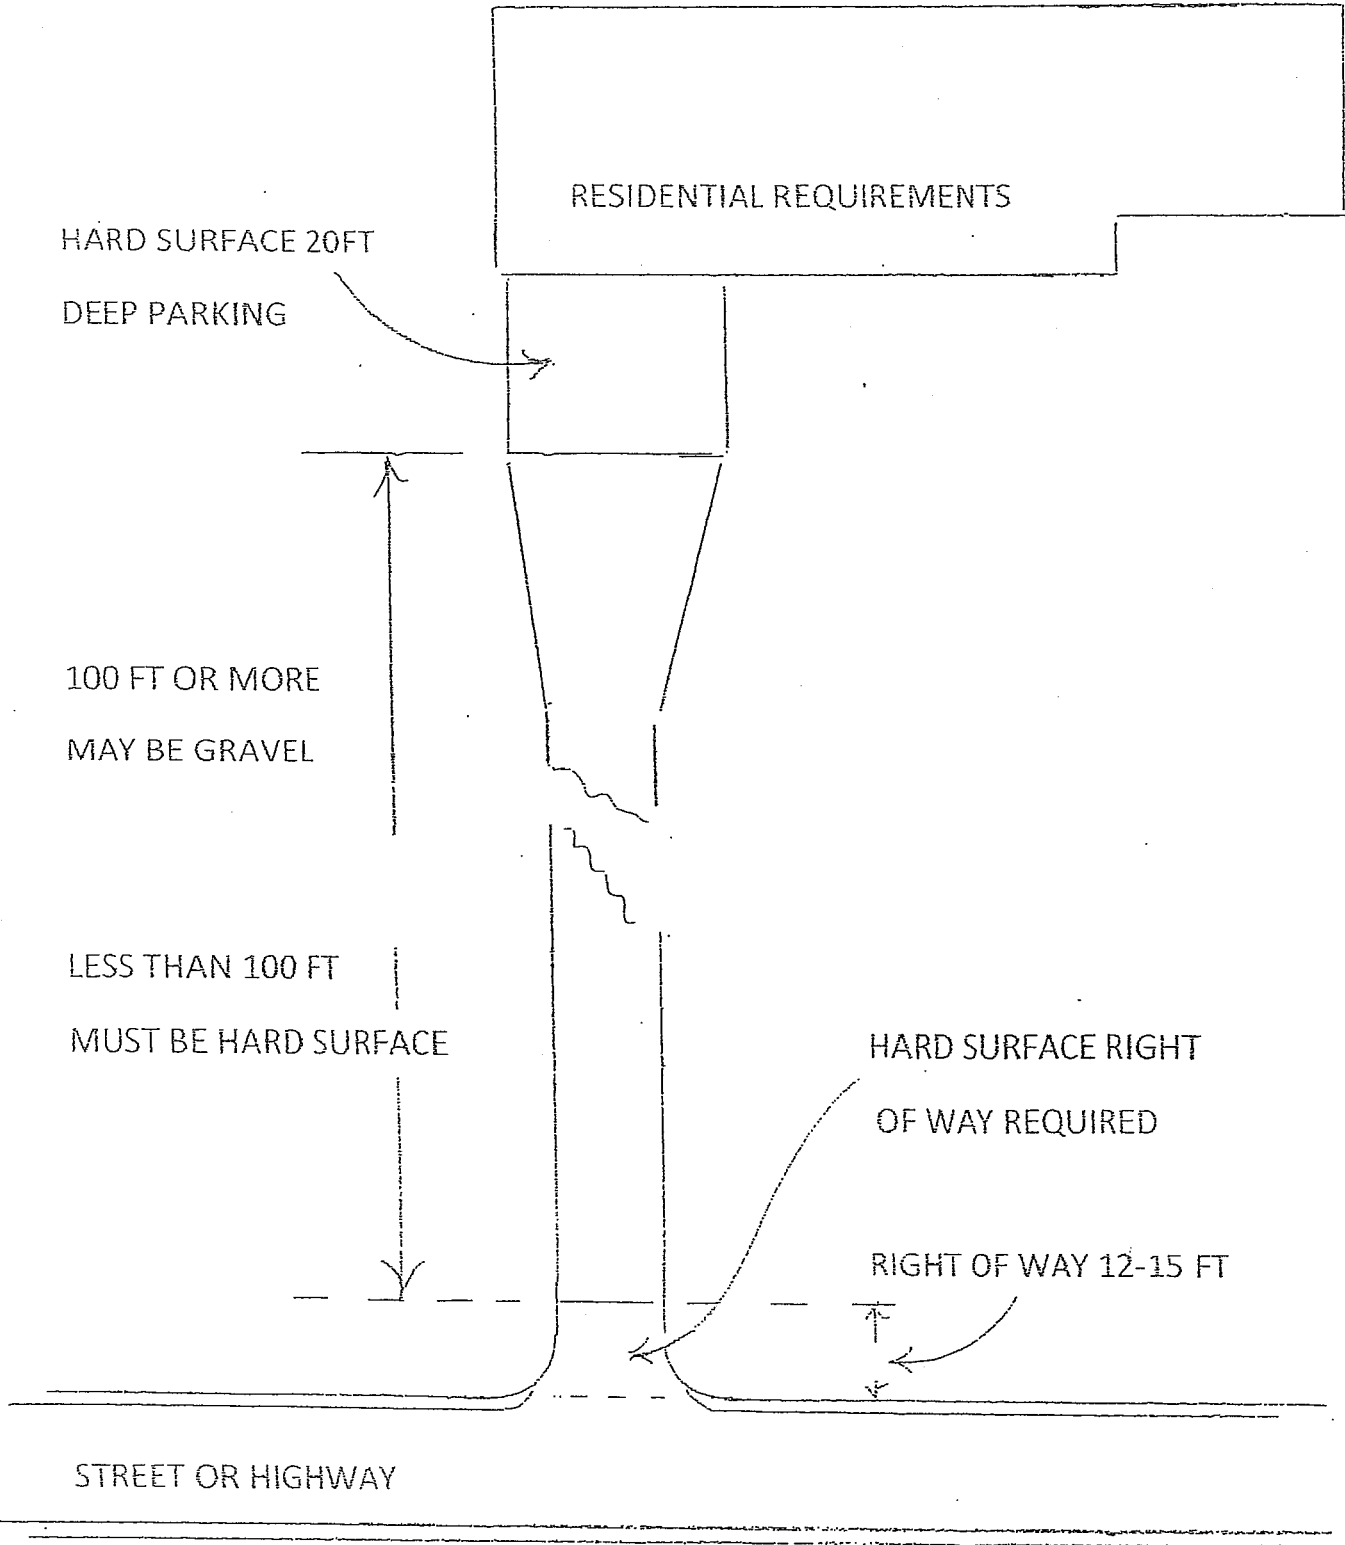 RESIDENTIAL REQUIREMENTS
HARD SURFACE 20FT
DEEP PARKING
100 FT OR MORE
MAY BE GRAVEL
LESS THAN 100 FT
MUST BE HARD SURFACE
HARD SURFACE RIGHT
OF WAY REQUIRED
RIGHT OF WAY 12-15 FT
STREET OR HIGHWAY